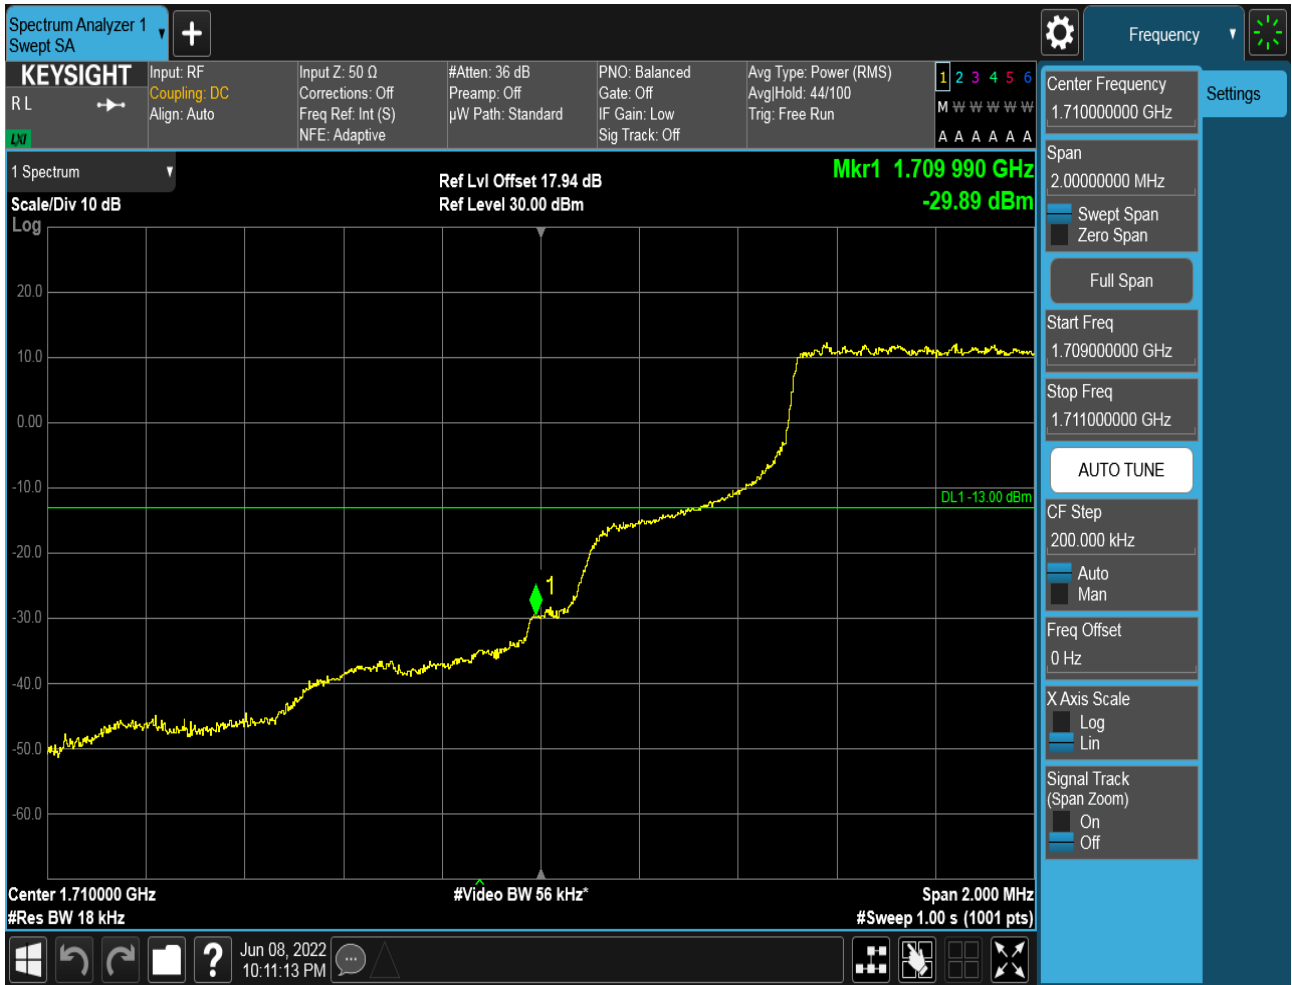 Spectrum Analyzer 1
Swept SA
Frequency
KEYSIGHT
R L
LXI
Input: RF
Coupling: DC
Align: Auto
Input Z: 50 Ω
Corrections: Off
Freq Ref: Int (S)
NFE: Adaptive
#Atten: 36 dB
Preamp: Off
µW Path: Standard
PNO: Balanced
Gate: Off
IF Gain: Low
Sig Track: Off
Avg Type: Power (RMS)
Avg|Hold: 44/100
Trig: Free Run
1 2 3 4 5 6
M W W W W W
A A A A A A
1 Spectrum
Scale/Div 10 dB
Log
Ref Lvl Offset 17.94 dB
Ref Level 30.00 dBm
Mkr1 1.709 990 GHz
-29.89 dBm
20.0
10.0
0.00
-10.0
-20.0
-30.0
-40.0
-50.0
-60.0
DL1 -13.00 dBm
1
Center 1.710000 GHz
#Res BW 18 kHz
#Video BW 56 kHz*
Span 2.000 MHz
#Sweep 1.00 s (1001 pts)
Center Frequency
1.710000000 GHz
Settings
Span
2.00000000 MHz
Swept Span
Zero Span
Full Span
Start Freq
1.709000000 GHz
Stop Freq
1.711000000 GHz
AUTO TUNE
CF Step
200.000 kHz
Auto
Man
Freq Offset
0 Hz
X Axis Scale
Log
Lin
Signal Track
(Span Zoom)
On
Off
?
Jun 08, 2022
10:11:13 PM